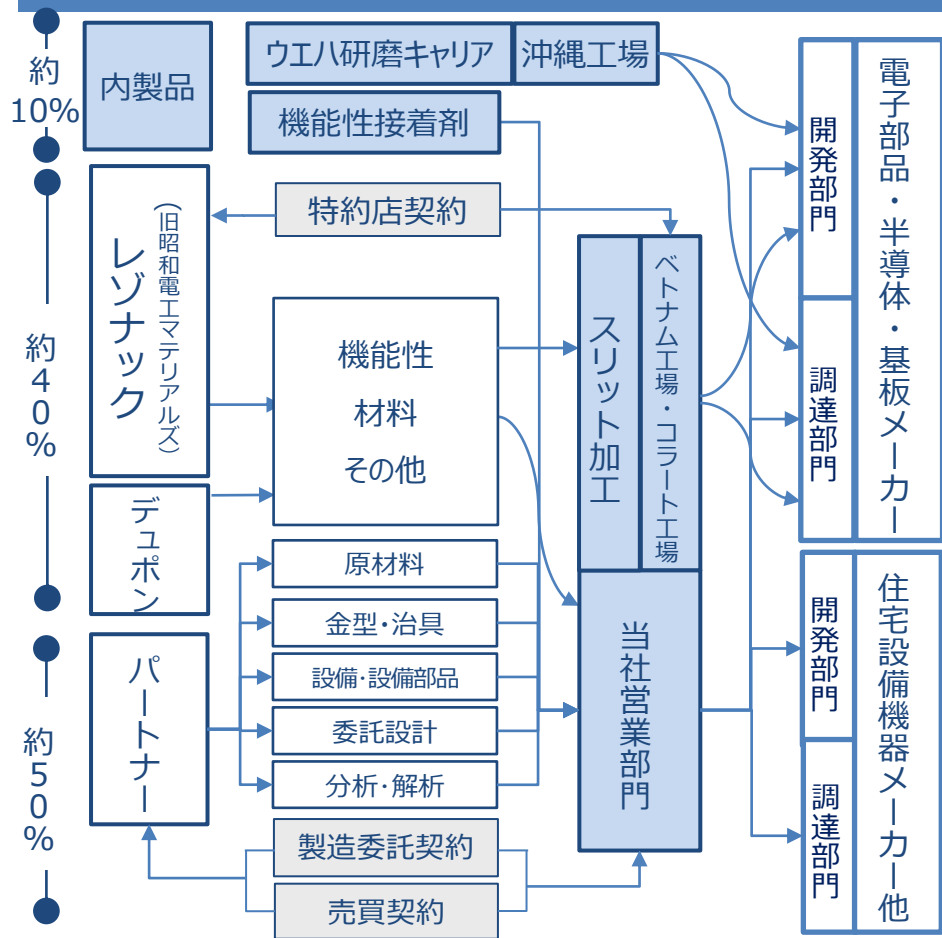 約
10%
内製品
ウエハ研磨キャリア
沖縄工場
機能性接着剤
約40%
レゾナック
(旧昭和電工マテリアルズ)
特約店契約
機能性
材料
その他
デュポン
約50%
パートナー
原材料
金型・治具
設備・設備部品
委託設計
分析・解析
製造委託契約
売買契約
スリット加工
ベトナム工場・コラート工場
当社営業部門
開発部門
調達部門
電子部品・半導体・基板メーカー
開発部門
調達部門
住宅設備機器メーカー他